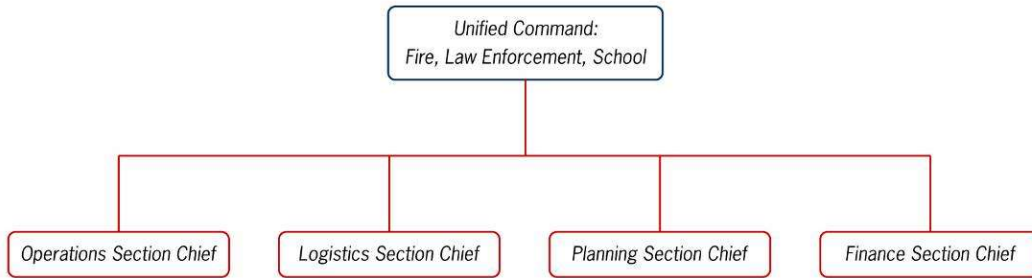 Unified Command:
Fire, Law Enforcement, School
Operations Section Chief
Logistics Section Chief
Planning Section Chief
Finance Section Chief